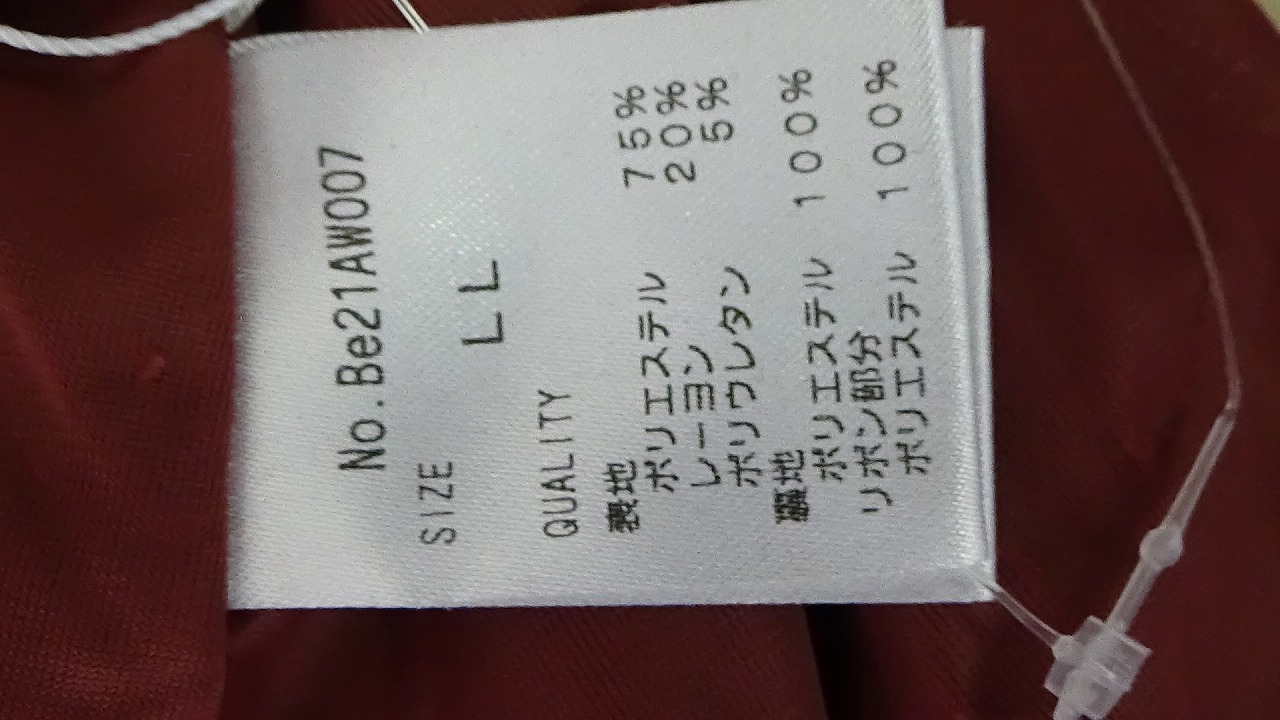 No.Be21AW007
SIZE
LL
QUALITY
表地
ポリエステル 75%
レーヨン 20%
ポリウレタン 5%
裏地
ポリエステル 100%
リボン部分
ポリエステル 100%